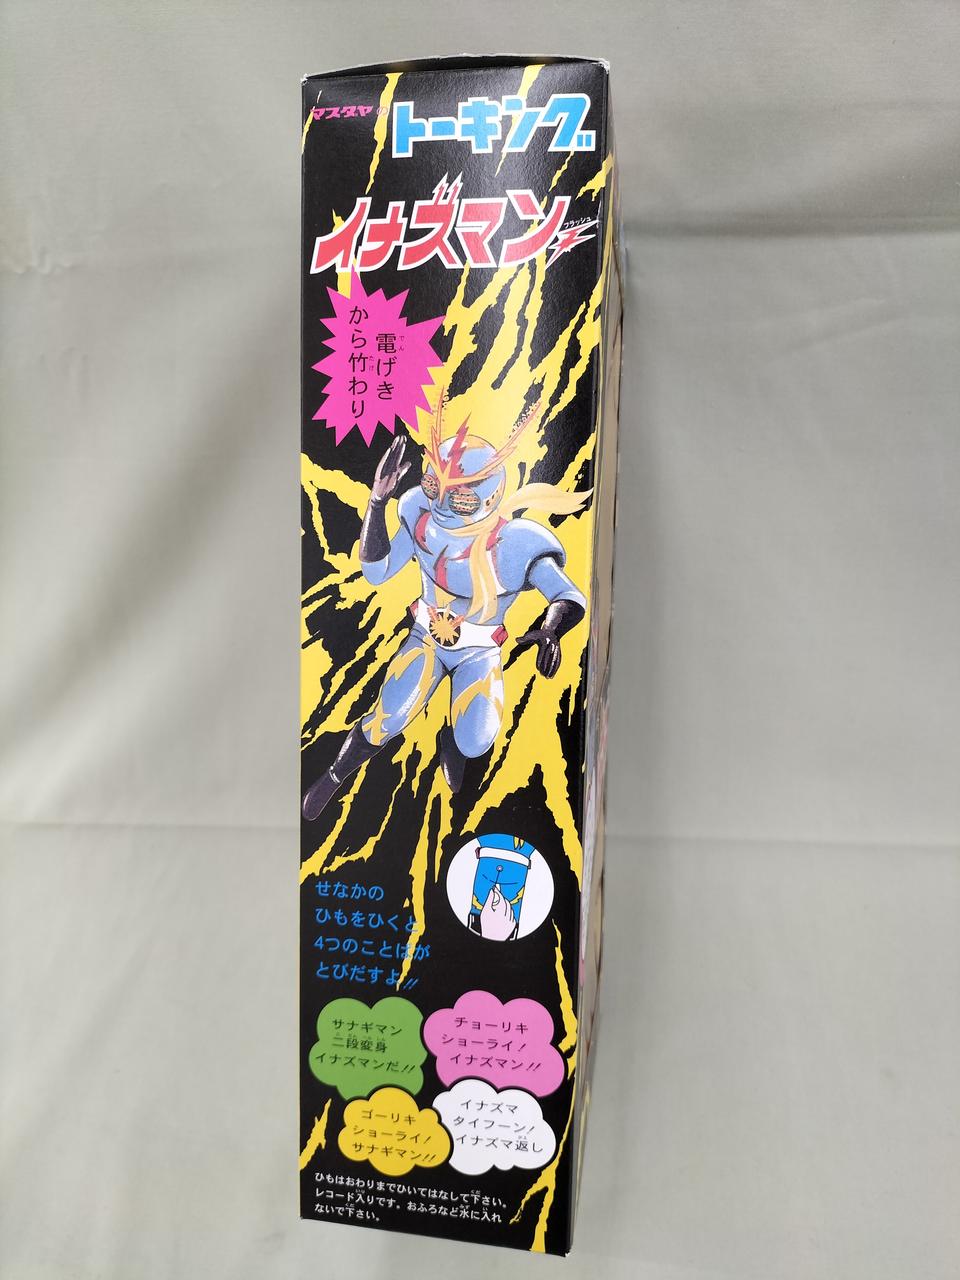 マスダヤの
トーキング
イナズマン
フラッシュ
電げき
から竹わり
せなかの
ひもをひくと
4つのことばが
とびだすよ!!
サナギマン
二段変身
イナズマンだ!!
チョーリキ
ショーライ!
イナズマン!!
ゴーリキ
ショーライ!
サナギマン!!
イナズマ
タイフーン!
イナズマ返し
ひもはおわりまでひいてはなして下さい。
レコード入りです。おふろなど水に入れ
ないで下さい。